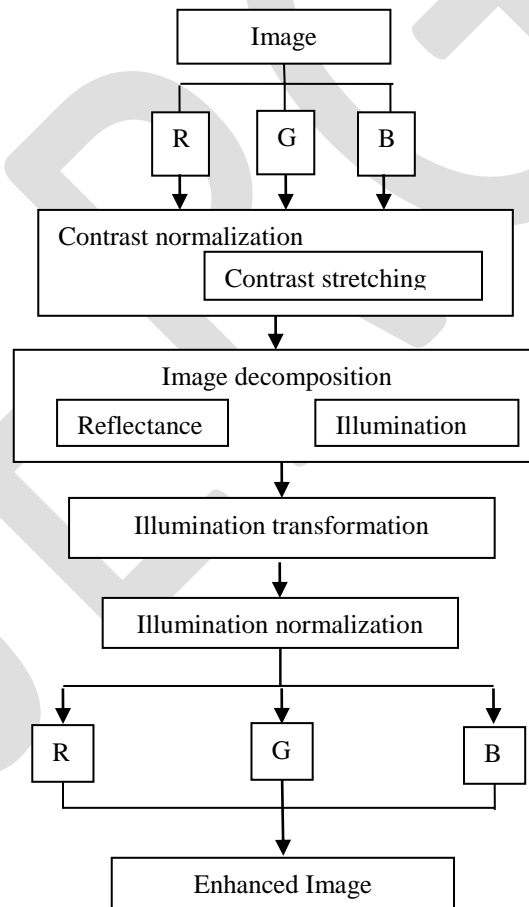 Image
R G B
Contrast normalization
Contrast stretching
Image decomposition
Reflectance Illumination
Illumination transformation
Illumination normalization
R G B
Enhanced Image